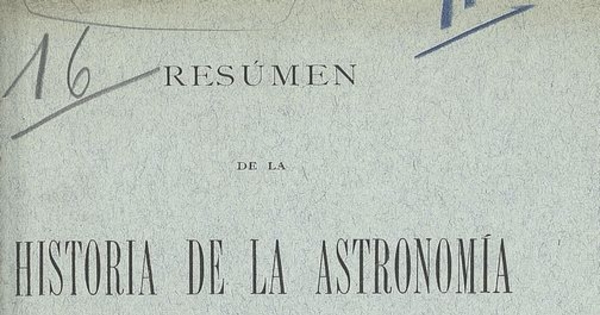 16
RESÚMEN
DE LA
HISTORIA DE LA ASTRONOMÍA